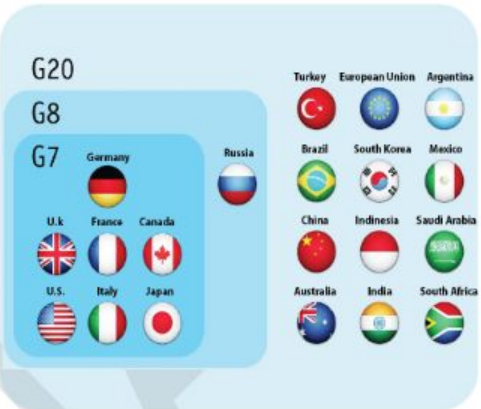 G20
Turkey European Union Argentina
G8
G7 Germany
Russia
Brazil South Korea Mexico
U.k France Canada
China Indinesia Saudi Arabia
U.S. Italy Japan
Australia India South Africa